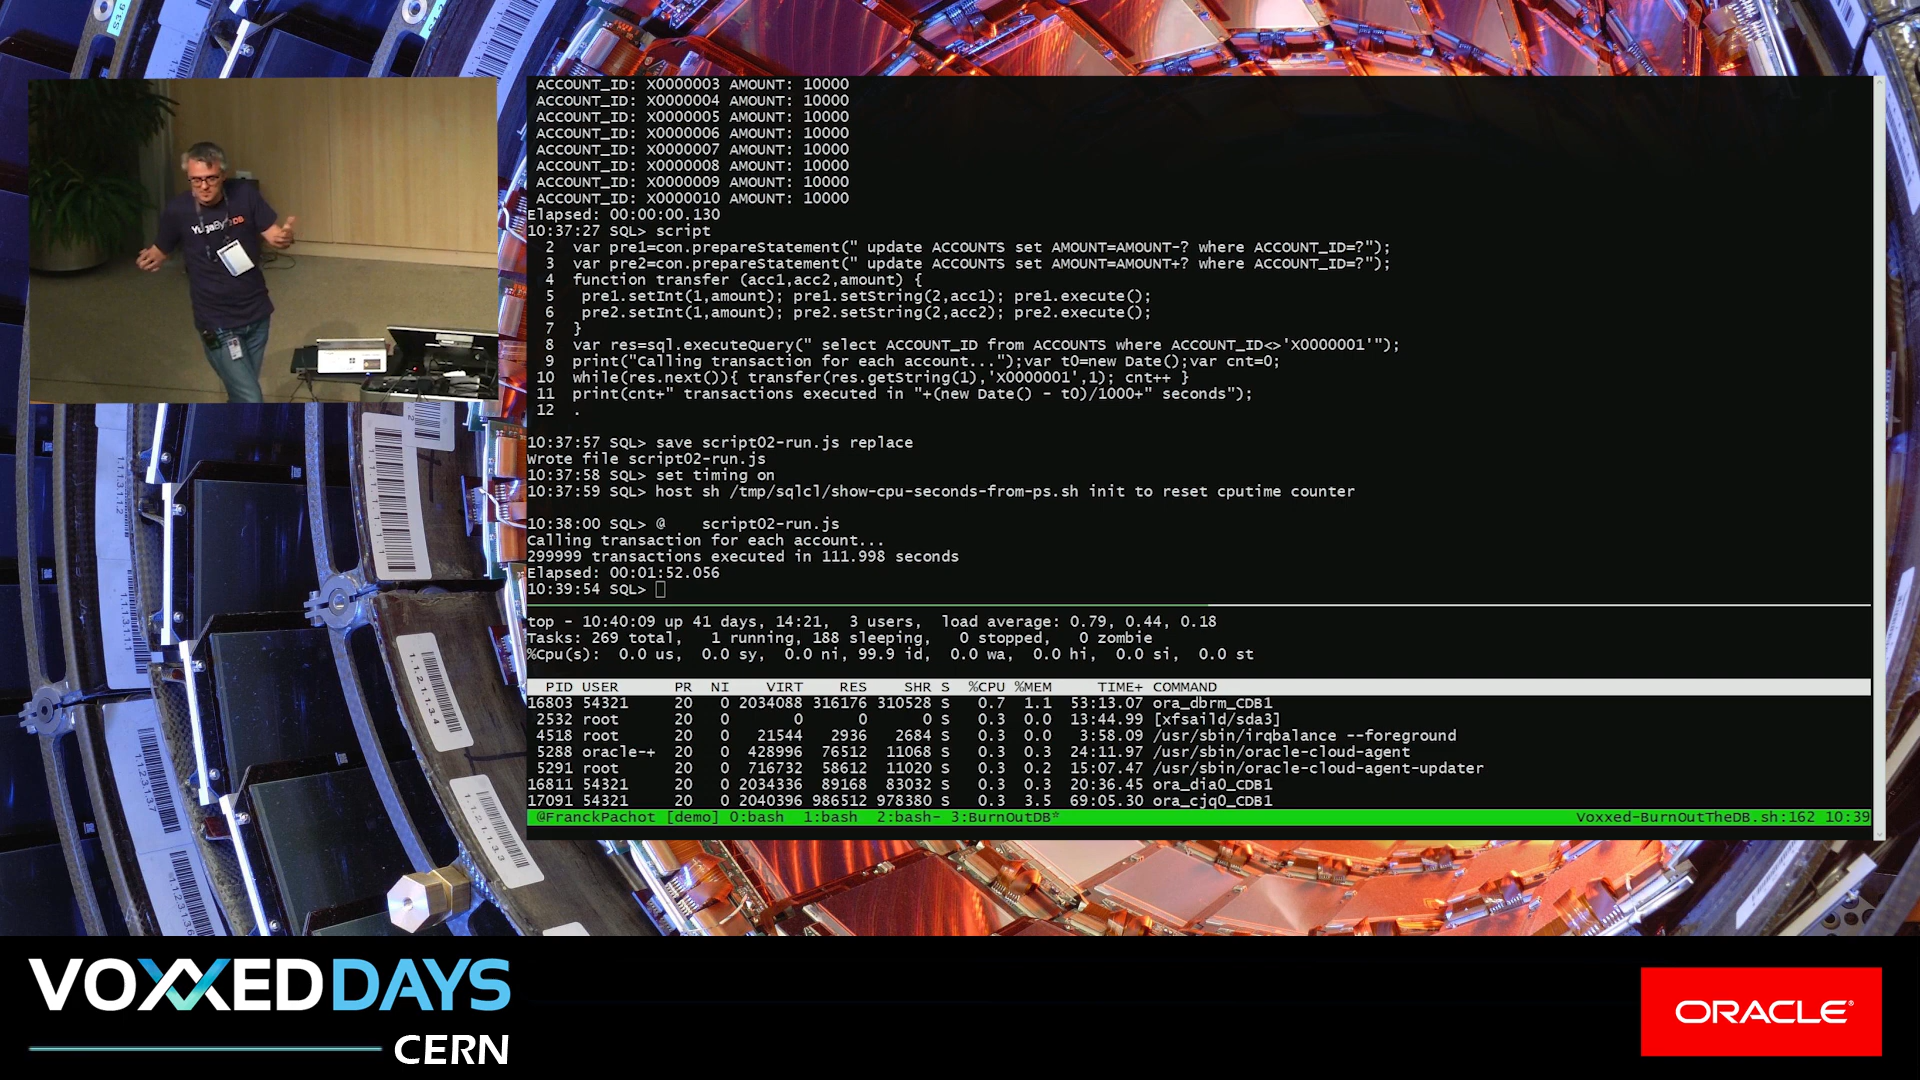 YugaByteDB
ACCOUNT_ID: X0000003 AMOUNT: 10000
ACCOUNT_ID: X0000004 AMOUNT: 10000
ACCOUNT_ID: X0000005 AMOUNT: 10000
ACCOUNT_ID: X0000006 AMOUNT: 10000
ACCOUNT_ID: X0000007 AMOUNT: 10000
ACCOUNT_ID: X0000008 AMOUNT: 10000
ACCOUNT_ID: X0000009 AMOUNT: 10000
ACCOUNT_ID: X0000010 AMOUNT: 10000
Elapsed: 00:00:00.130
10:37:27 SQL> script
2 var pre1=con.prepareStatement(" update ACCOUNTS set AMOUNT=AMOUNT-? where ACCOUNT_ID=?");
3 var pre2=con.prepareStatement(" update ACCOUNTS set AMOUNT=AMOUNT+? where ACCOUNT_ID=?");
4 function transfer (acc1,acc2,amount) {
5 pre1.setInt(1,amount); pre1.setString(2,acc1); pre1.execute();
6 pre2.setInt(1,amount); pre2.setString(2,acc2); pre2.execute();
7 }
8 var res=sql.executeQuery(" select ACCOUNT_ID from ACCOUNTS where ACCOUNT_ID<>'X0000001'");
9 print("Calling transaction for each account...");var t0=new Date();var cnt=0;
10 while(res.next()){ transfer(res.getString(1),'X0000001',1); cnt++ }
11 print(cnt+" transactions executed in "+(new Date() - t0)/1000+" seconds");
12 .
10:37:57 SQL> save script02-run.js replace
Wrote file script02-run.js
10:37:58 SQL> set timing on
10:37:59 SQL> host sh /tmp/sqlcl/show-cpu-seconds-from-ps.sh init to reset cputime counter
10:38:00 SQL> @ script02-run.js
Calling transaction for each account...
299999 transactions executed in 111.998 seconds
Elapsed: 00:01:52.056
10:39:54 SQL>
top - 10:40:09 up 41 days, 14:21, 3 users, load average: 0.79, 0.44, 0.18
Tasks: 269 total, 1 running, 188 sleeping, 0 stopped, 0 zombie
%Cpu(s): 0.0 us, 0.0 sy, 0.0 ni, 99.9 id, 0.0 wa, 0.0 hi, 0.0 si, 0.0 st
PID USER PR NI VIRT RES SHR S %CPU %MEM TIME+ COMMAND
16803 54321 20 0 2034088 316176 310528 S 0.7 1.1 53:13.07 ora_dbrm_CDB1
2532 root 20 0 0 0 0 S 0.3 0.0 13:44.99 [xfsaild/sda3]
4518 root 20 0 21544 2936 2684 S 0.3 0.0 3:58.09 /usr/sbin/irqbalance --foreground
5288 oracle-+ 20 0 428996 76512 11068 S 0.3 0.3 24:11.97 /usr/sbin/oracle-cloud-agent
5291 root 20 0 716732 58612 11020 S 0.3 0.2 15:07.47 /usr/sbin/oracle-cloud-agent-updater
16811 54321 20 0 2034336 89168 83032 S 0.3 0.3 20:36.45 ora_dia0_CDB1
17091 54321 20 0 2040396 986512 978380 S 0.3 3.5 69:05.30 ora_cjq0_CDB1
@FranckPachot [demo] 0:bash 1:bash 2:bash- 3:BurnOutDB* Voxxed-BurnOutTheDB.sh:162 10:39
VOXXEDDAYS
CERN
ORACLE®